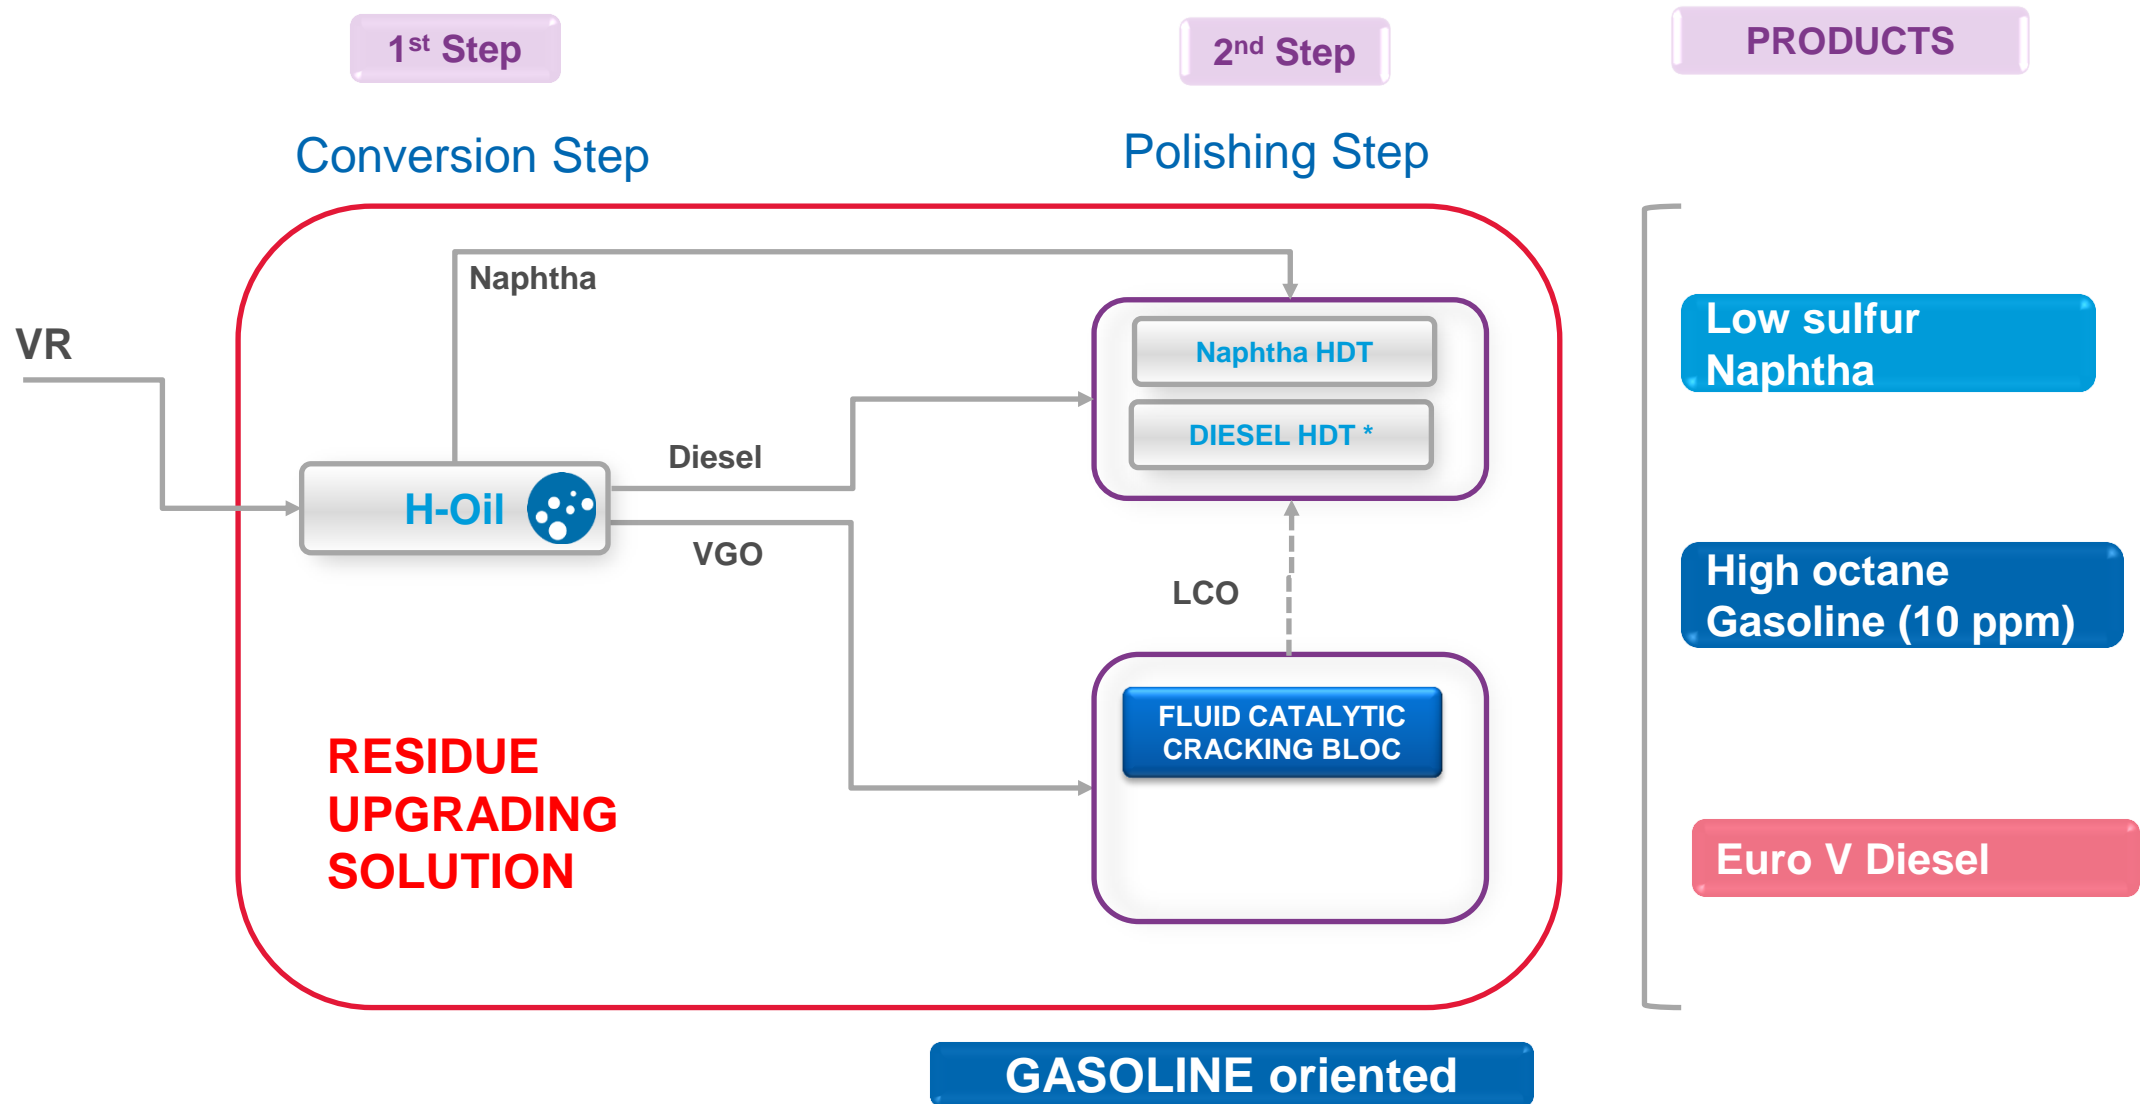 1st Step
2nd Step
PRODUCTS
Conversion Step
Polishing Step
Naphtha
VR
Naphtha HDT
DIESEL HDT *
Low sulfur
Naphtha
Diesel
H-Oil
VGO
LCO
High octane
Gasoline (10 ppm)
FLUID CATALYTIC
CRACKING BLOC
RESIDUE
UPGRADING
SOLUTION
Euro V Diesel
GASOLINE oriented